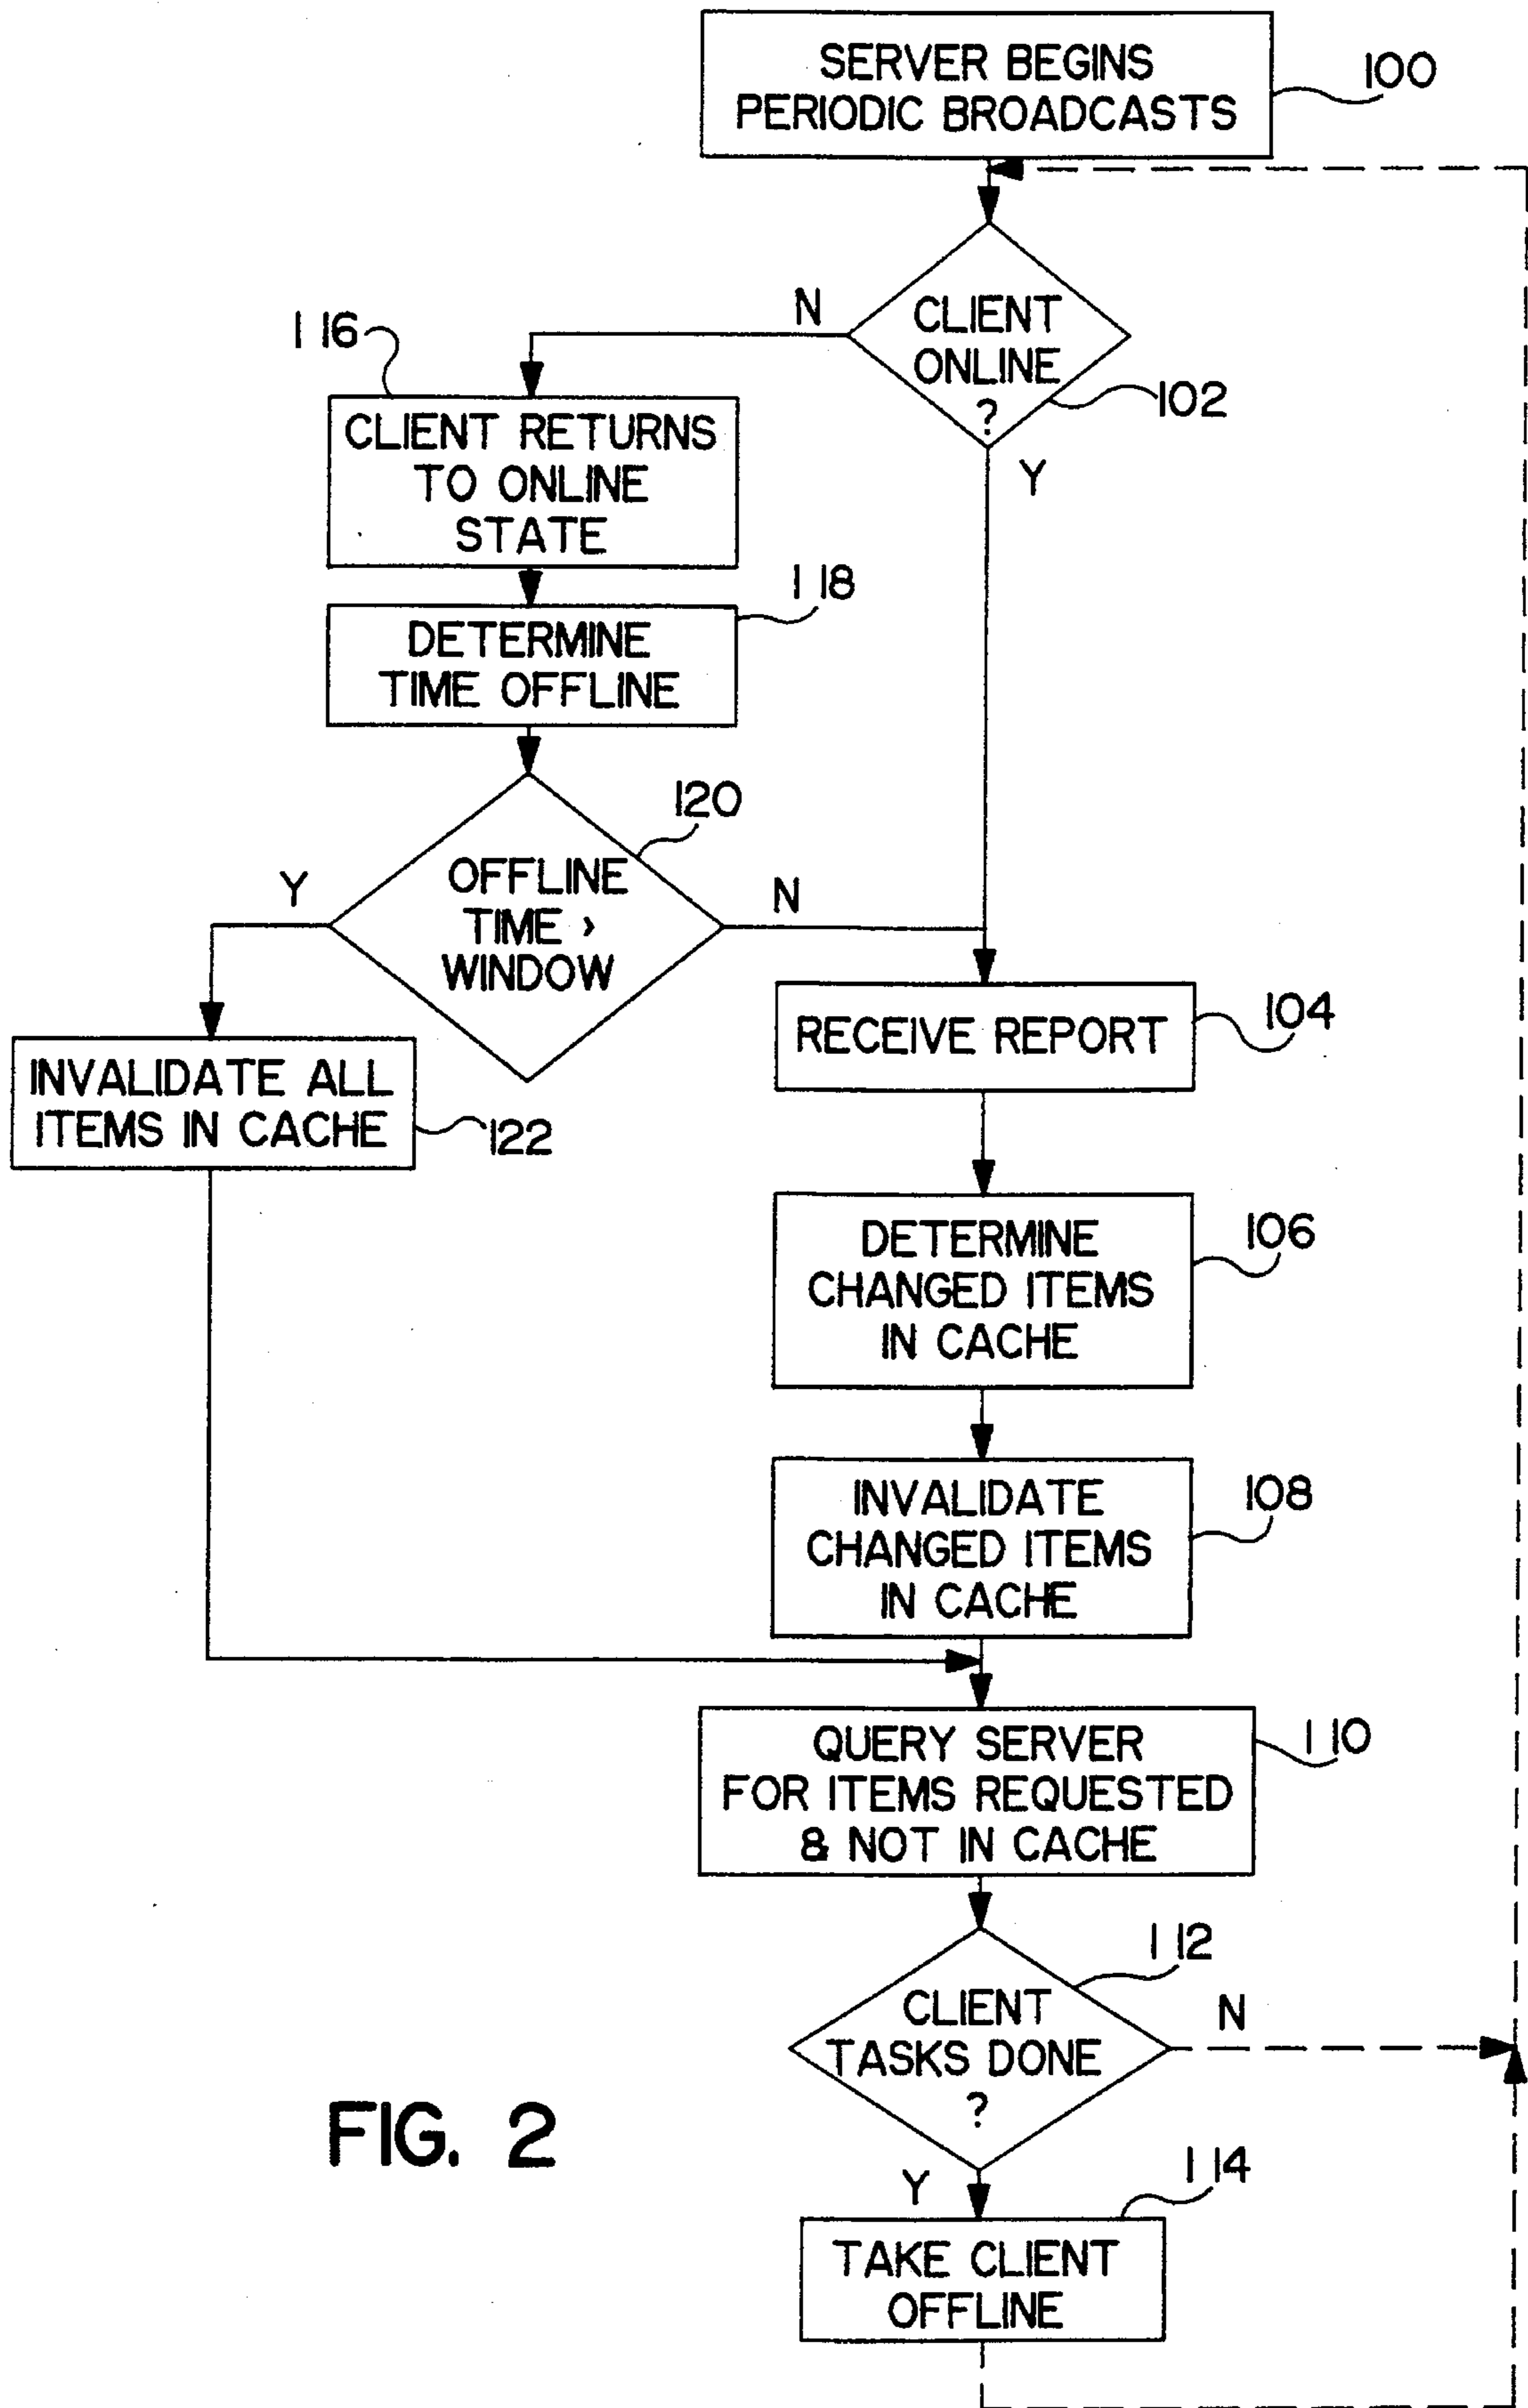 SERVER BEGINS
PERIODIC BROADCASTS
100
N
CLIENT
ONLINE
?
102
Y
116
CLIENT RETURNS
TO ONLINE
STATE
118
DETERMINE
TIME OFFLINE
120
Y
OFFLINE
TIME >
WINDOW
N
RECEIVE REPORT
104
INVALIDATE ALL
ITEMS IN CACHE
122
DETERMINE
CHANGED ITEMS
IN CACHE
106
INVALIDATE
CHANGED ITEMS
IN CACHE
108
QUERY SERVER
FOR ITEMS REQUESTED
& NOT IN CACHE
110
112
CLIENT
TASKS DONE
?
N
Y
114
TAKE CLIENT
OFFLINE
FIG. 2